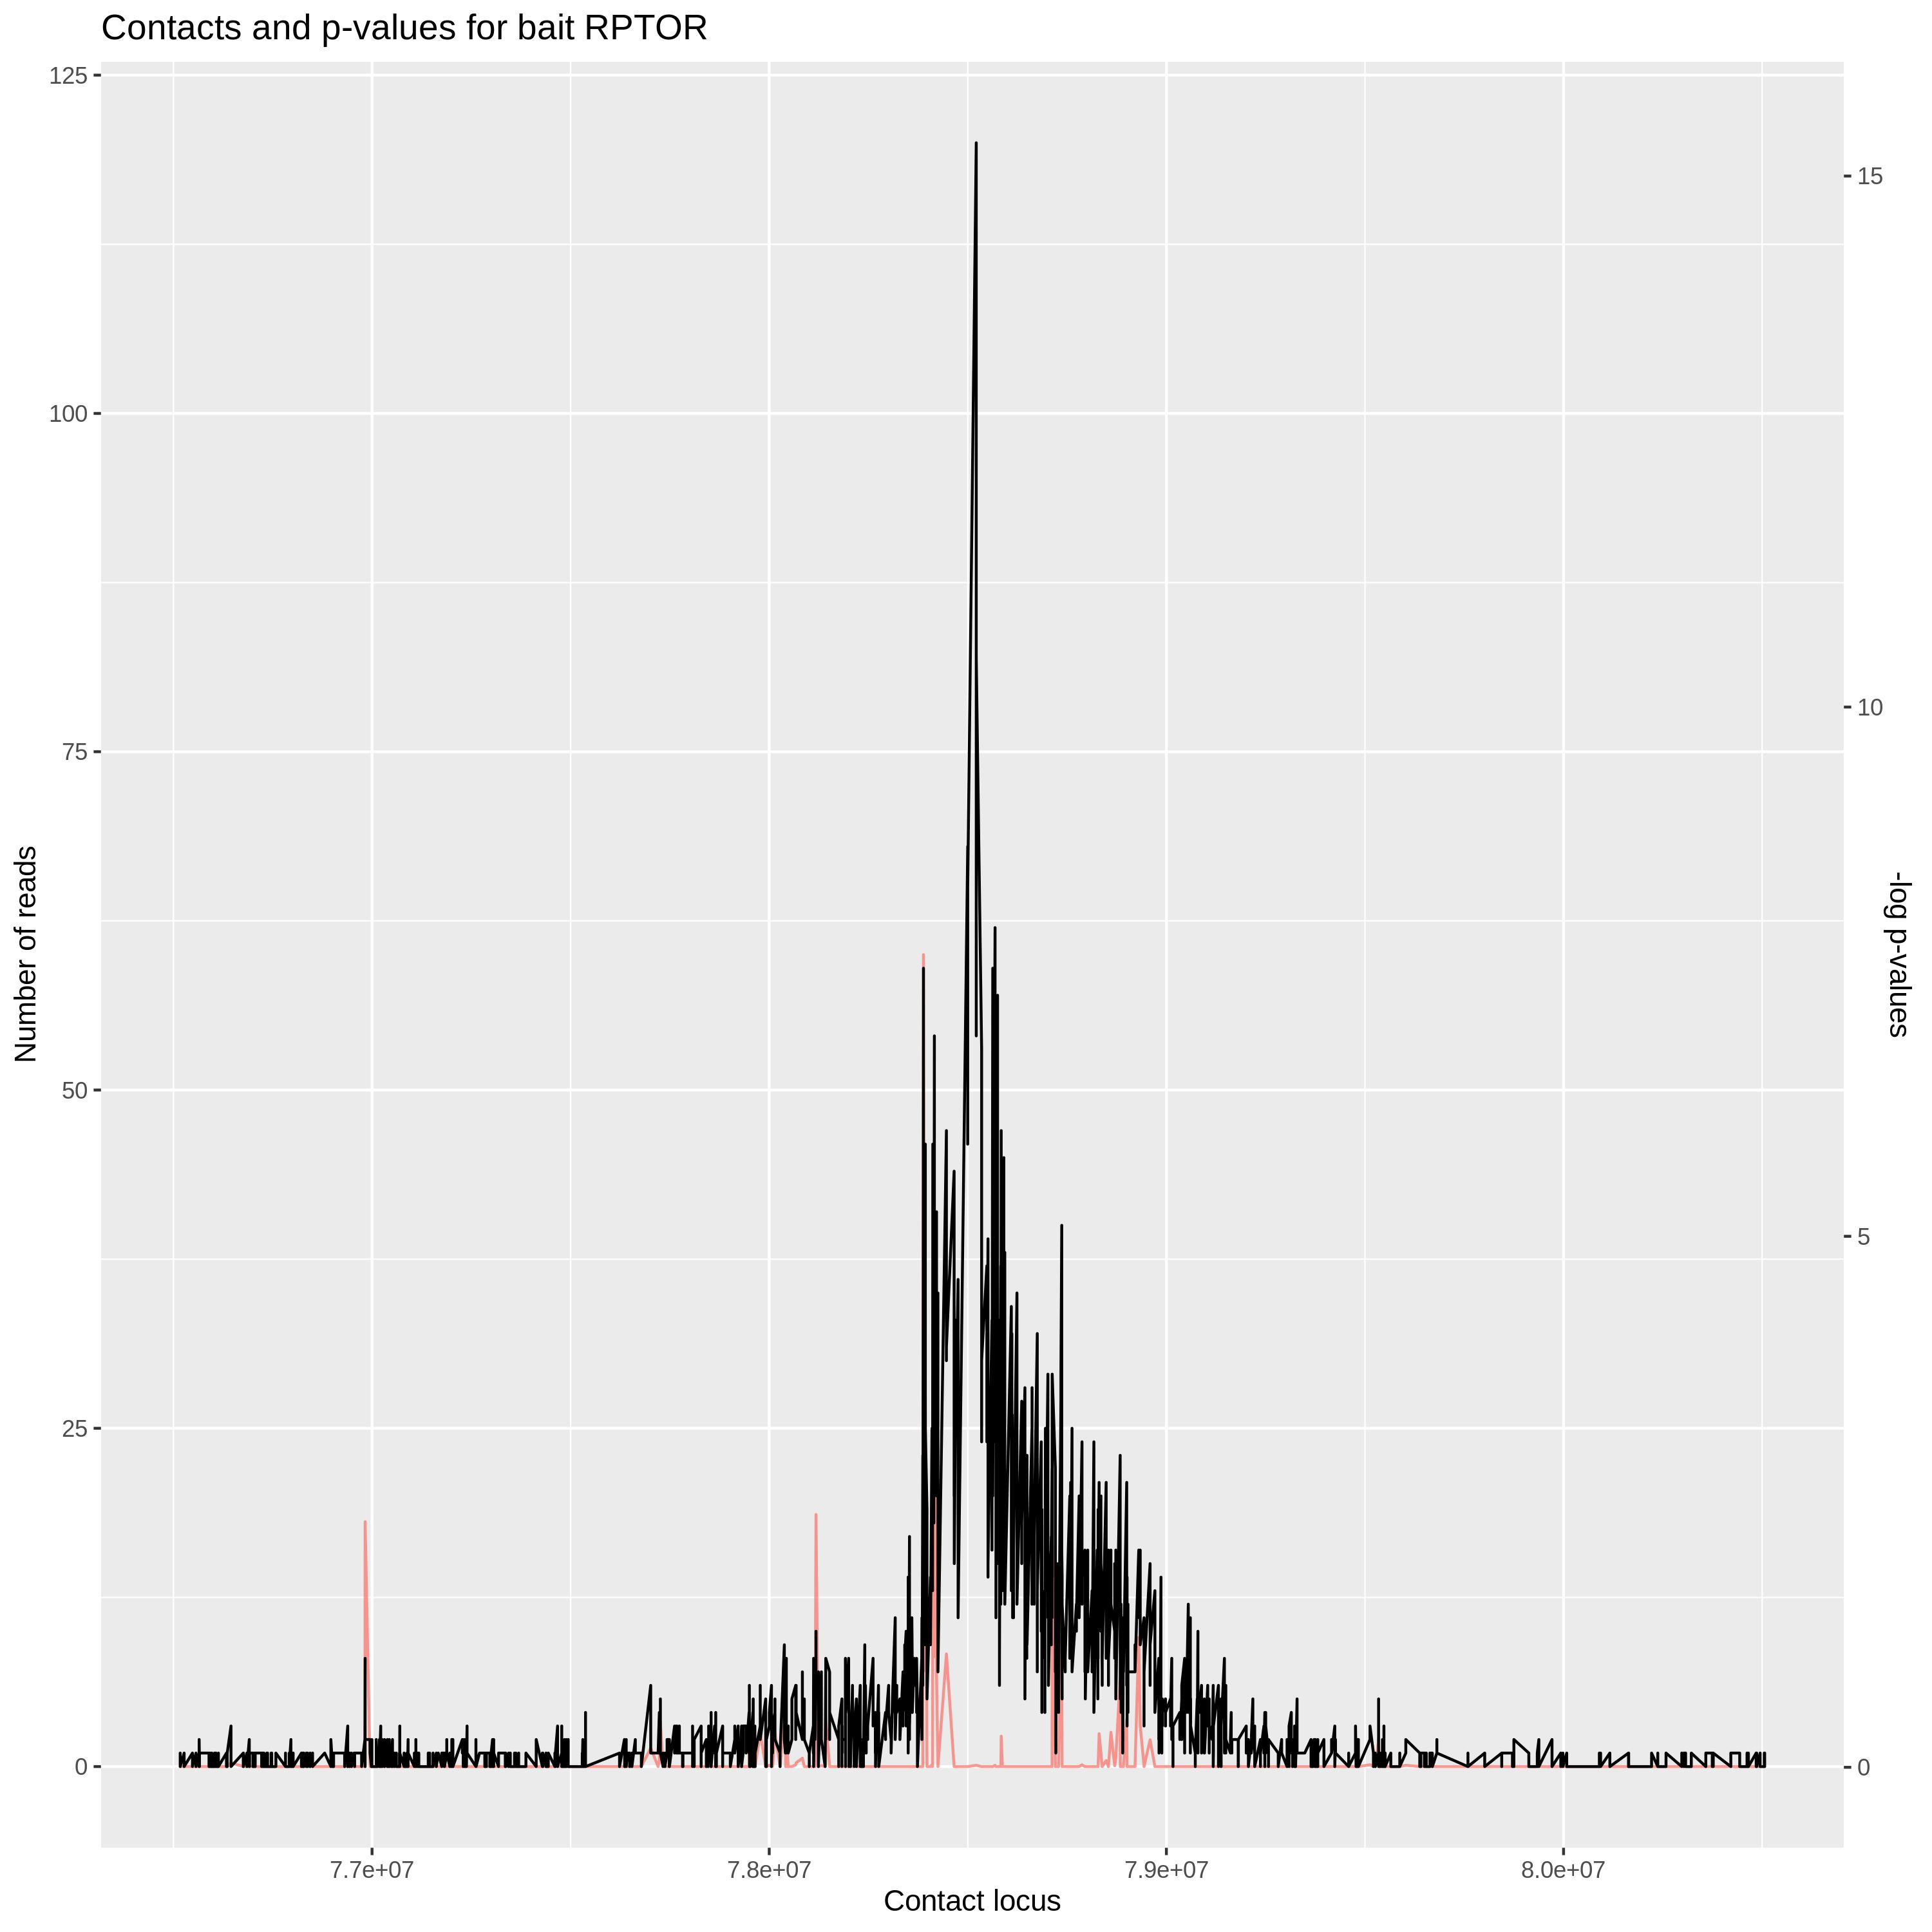 Contacts and p-values for bait RPTOR
125
100
75
50
25
0
Number of reads
15
10
5
0
-log p-values
7.7e+07
7.8e+07
7.9e+07
8.0e+07
Contact locus